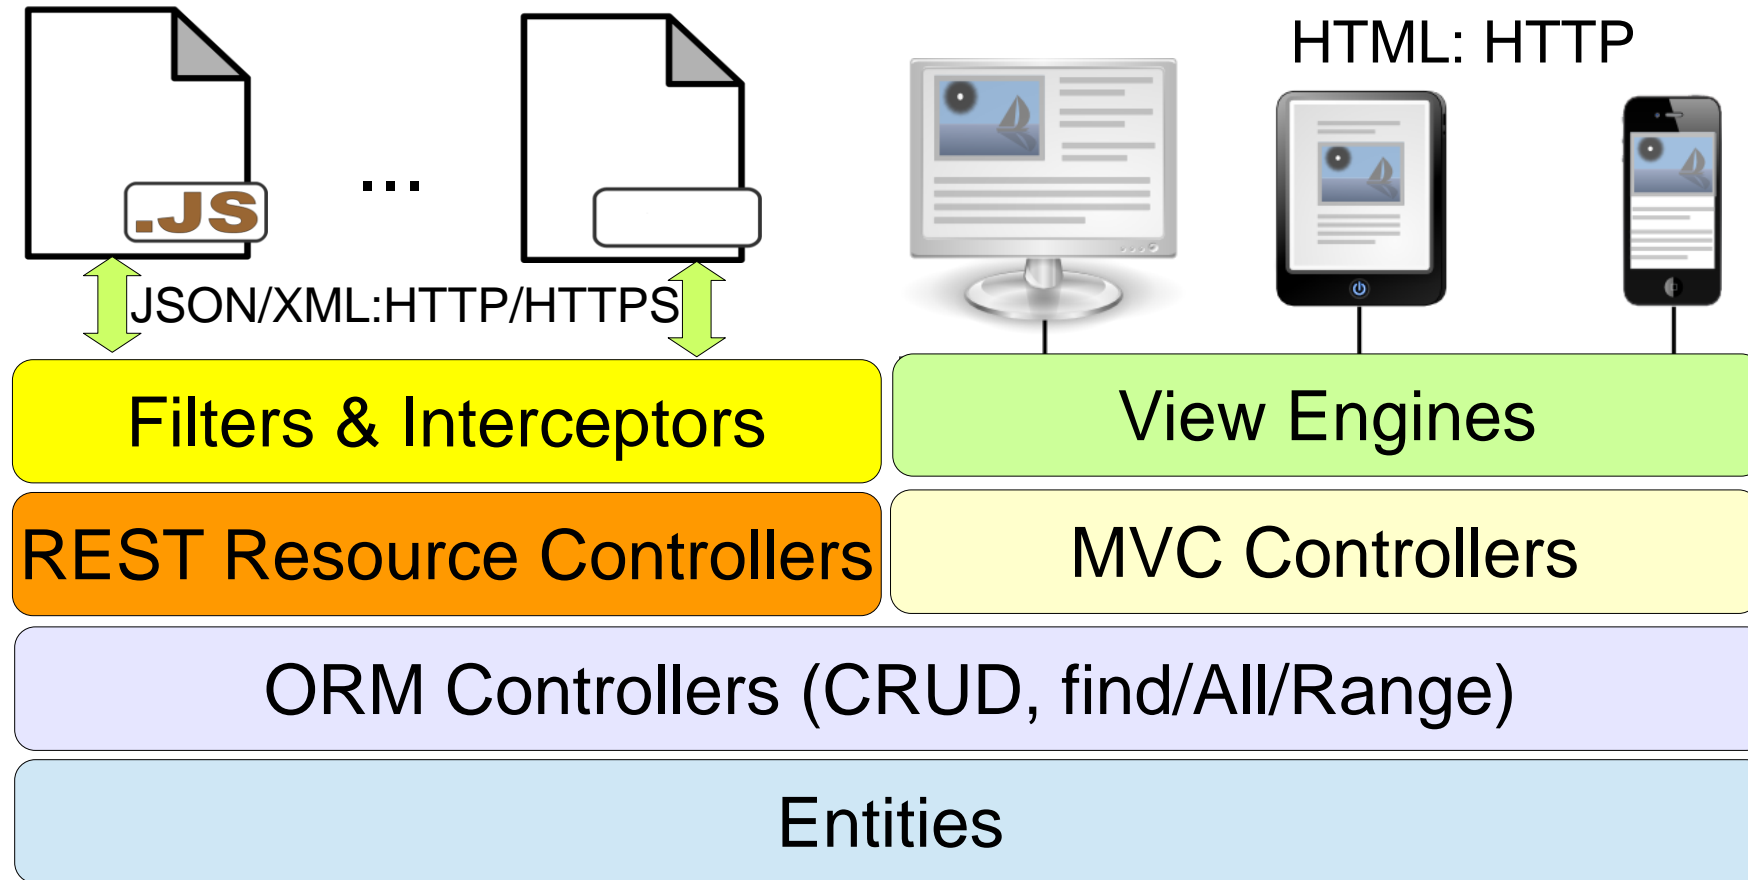 HTML: HTTP
.JS
...
JSON/XML:HTTP/HTTPS
Filters & Interceptors
View Engines
REST Resource Controllers
MVC Controllers
ORM Controllers (CRUD, find/All/Range)
Entities